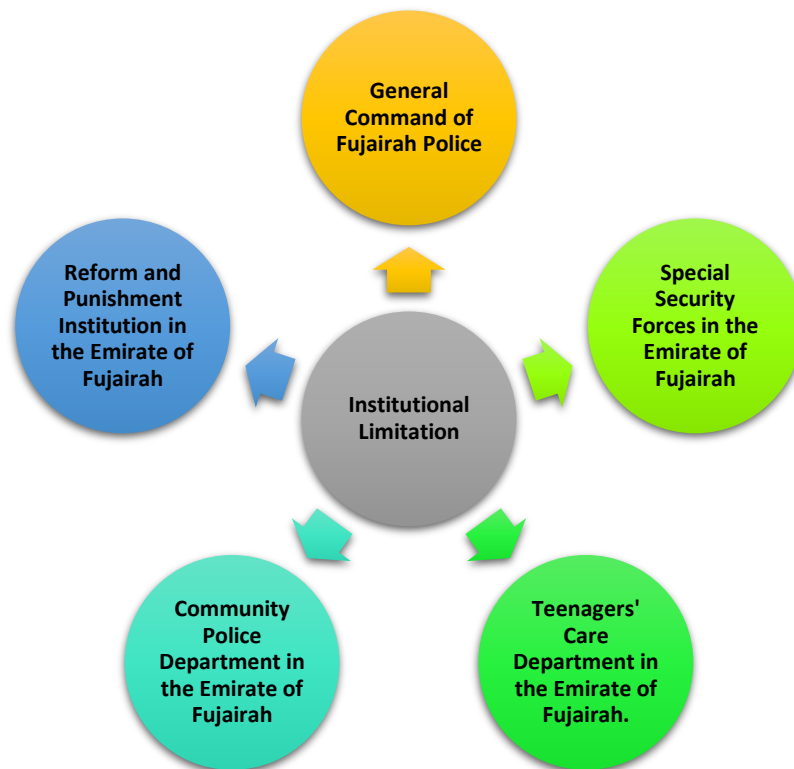 General
Command of
Fujairah Police
Reform and
Punishment
Institution in
the Emirate of
Fujairah
Special
Security
Forces in the
Emirate of
Fujairah
Institutional
Limitation
Community
Police
Department in
the Emirate of
Fujairah
Teenagers'
Care
Department in
the Emirate of
Fujairah.